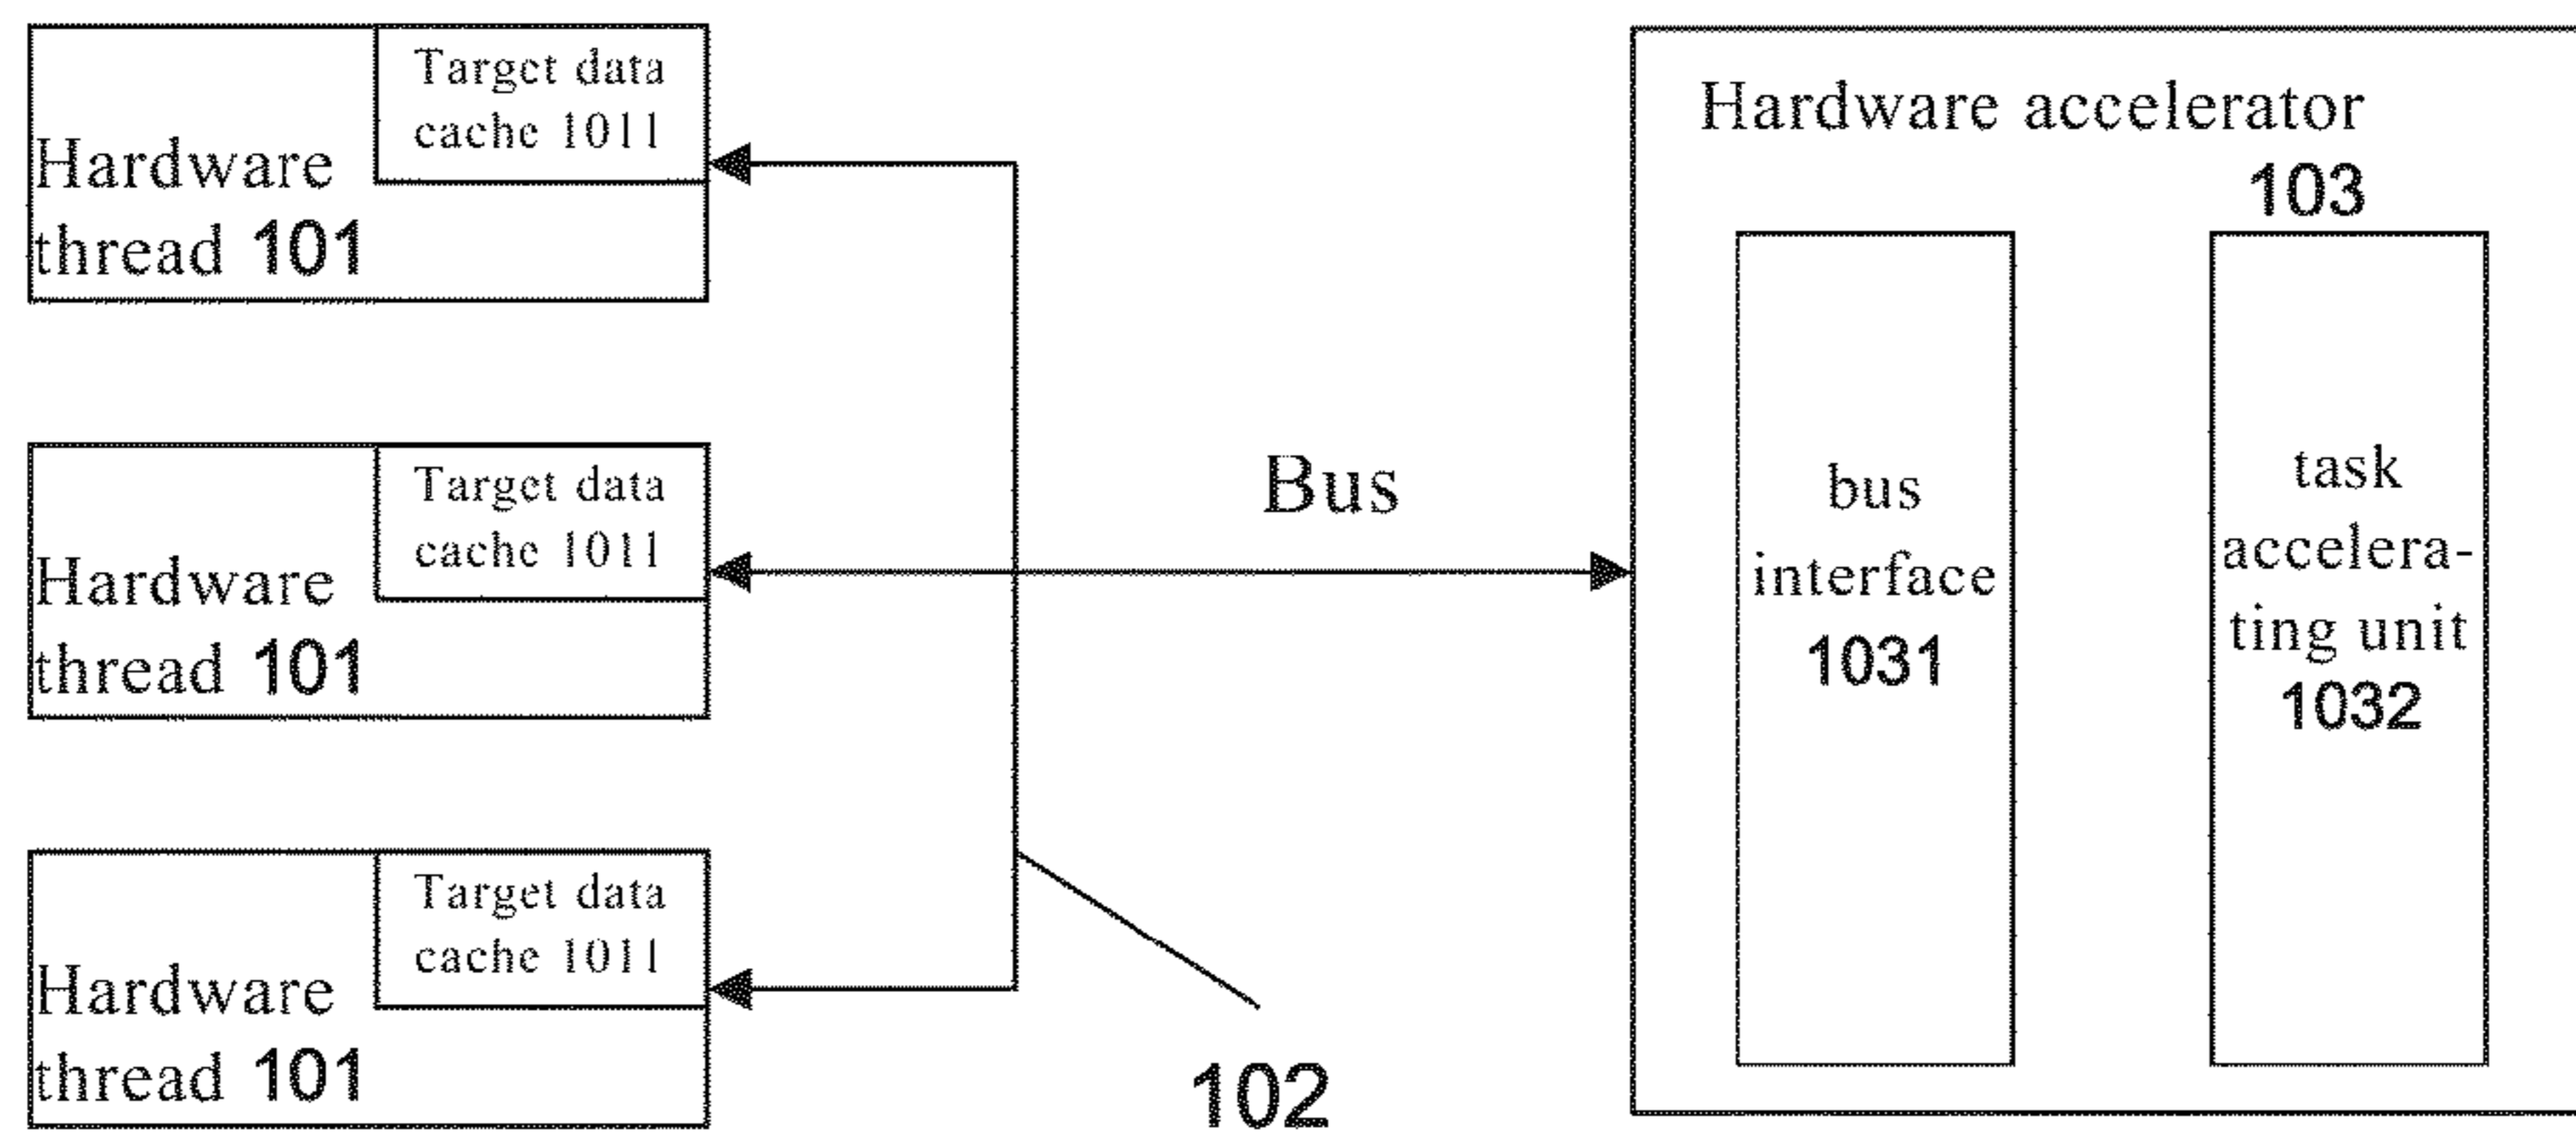 Target data
cache 1011
Hardware
thread 101
Target data
cache 1011
Hardware
thread 101
Target data
cache 1011
Hardware
thread 101
Bus
102
Hardware accelerator
103
bus
interface
1031
task
accelera-
ting unit
1032